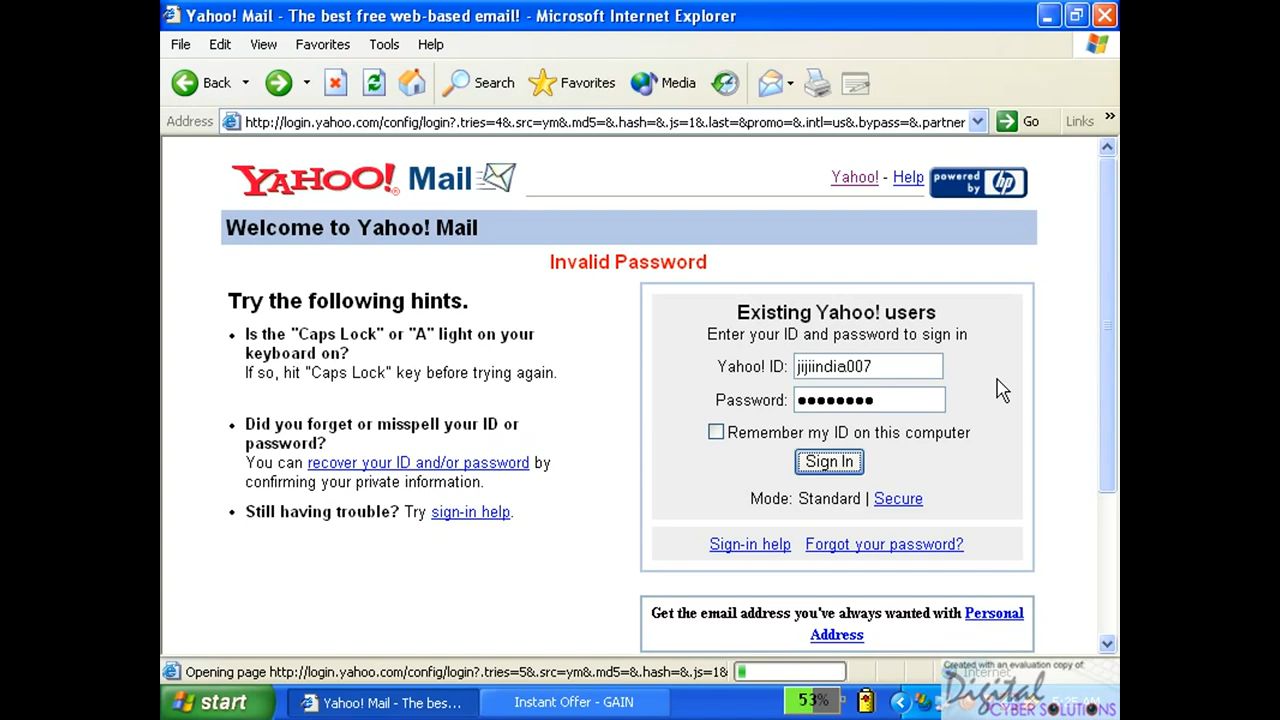 Yahoo! Mail - The best free web-based email! - Microsoft Internet Explorer
File Edit View Favorites Tools Help
Back Search Favorites Media
Address http://login.yahoo.com/config/login?.tries=4&.src=ym&.md5=&.hash=&.js=1&.last=&promo=&.intl=us&.bypass=&.partner Go Links »
YAHOO! Mail
Yahoo! - Help powered by hp
Welcome to Yahoo! Mail
Invalid Password
Try the following hints.
• Is the "Caps Lock" or "A" light on your
keyboard on?
If so, hit "Caps Lock" key before trying again.
• Did you forget or misspell your ID or
password?
You can recover your ID and/or password by
confirming your private information.
• Still having trouble? Try sign-in help.
Existing Yahoo! users
Enter your ID and password to sign in
Yahoo! ID: jijiindia007
Password: ●●●●●●●●
Remember my ID on this computer
Sign In
Mode: Standard | Secure
Sign-in help Forgot your password?
Get the email address you've always wanted with Personal
Address
Opening page http://login.yahoo.com/config/login?.tries=5&.src=ym&.md5=&.hash=&.js=1& Internet
Created with an evaluation copy of
start Yahoo! Mail - The bes... Instant Offer - GAIN 53%
Digital
CYBER SOLUTIONS